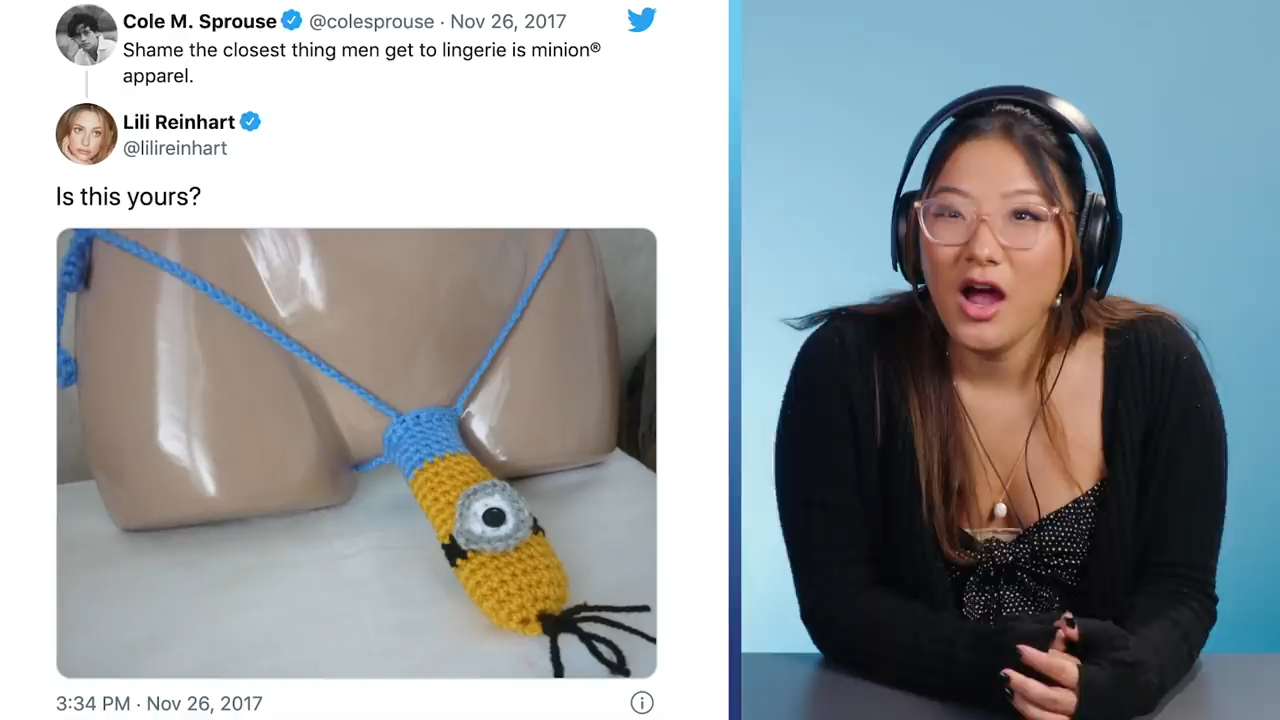 Cole M. Sprouse @colesprouse · Nov 26, 2017
Shame the closest thing men get to lingerie is minion®
apparel.
Lili Reinhart
@lilireinhart
Is this yours?
3:34 PM · Nov 26, 2017